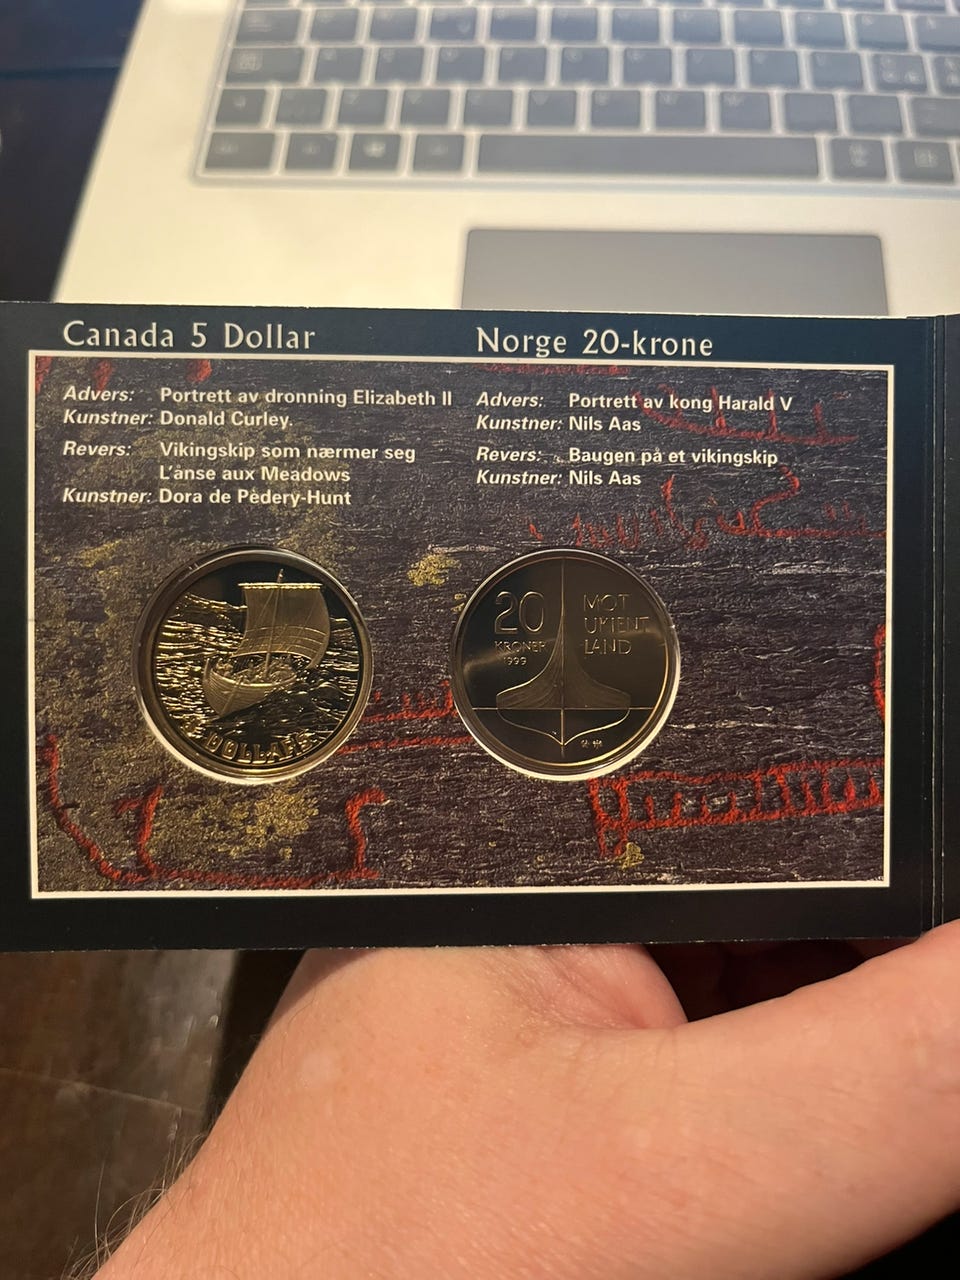 Canada 5 Dollar
Advers: Portrett av dronning Elizabeth II
Kunstner: Donald Curley.
Revers: Vikingskip som nærmer seg
L'anse aux Meadows
Kunstner: Dora de Pèdery-Hunt
5 DOLLARS
Norge 20-krone
Advers: Portrett av kong Harald V
Kunstner: Nils Aas
Revers: Baugen på et vikingskip
Kunstner: Nils Aas
20
KRONER
1999
MOT
UKJENT
LAND